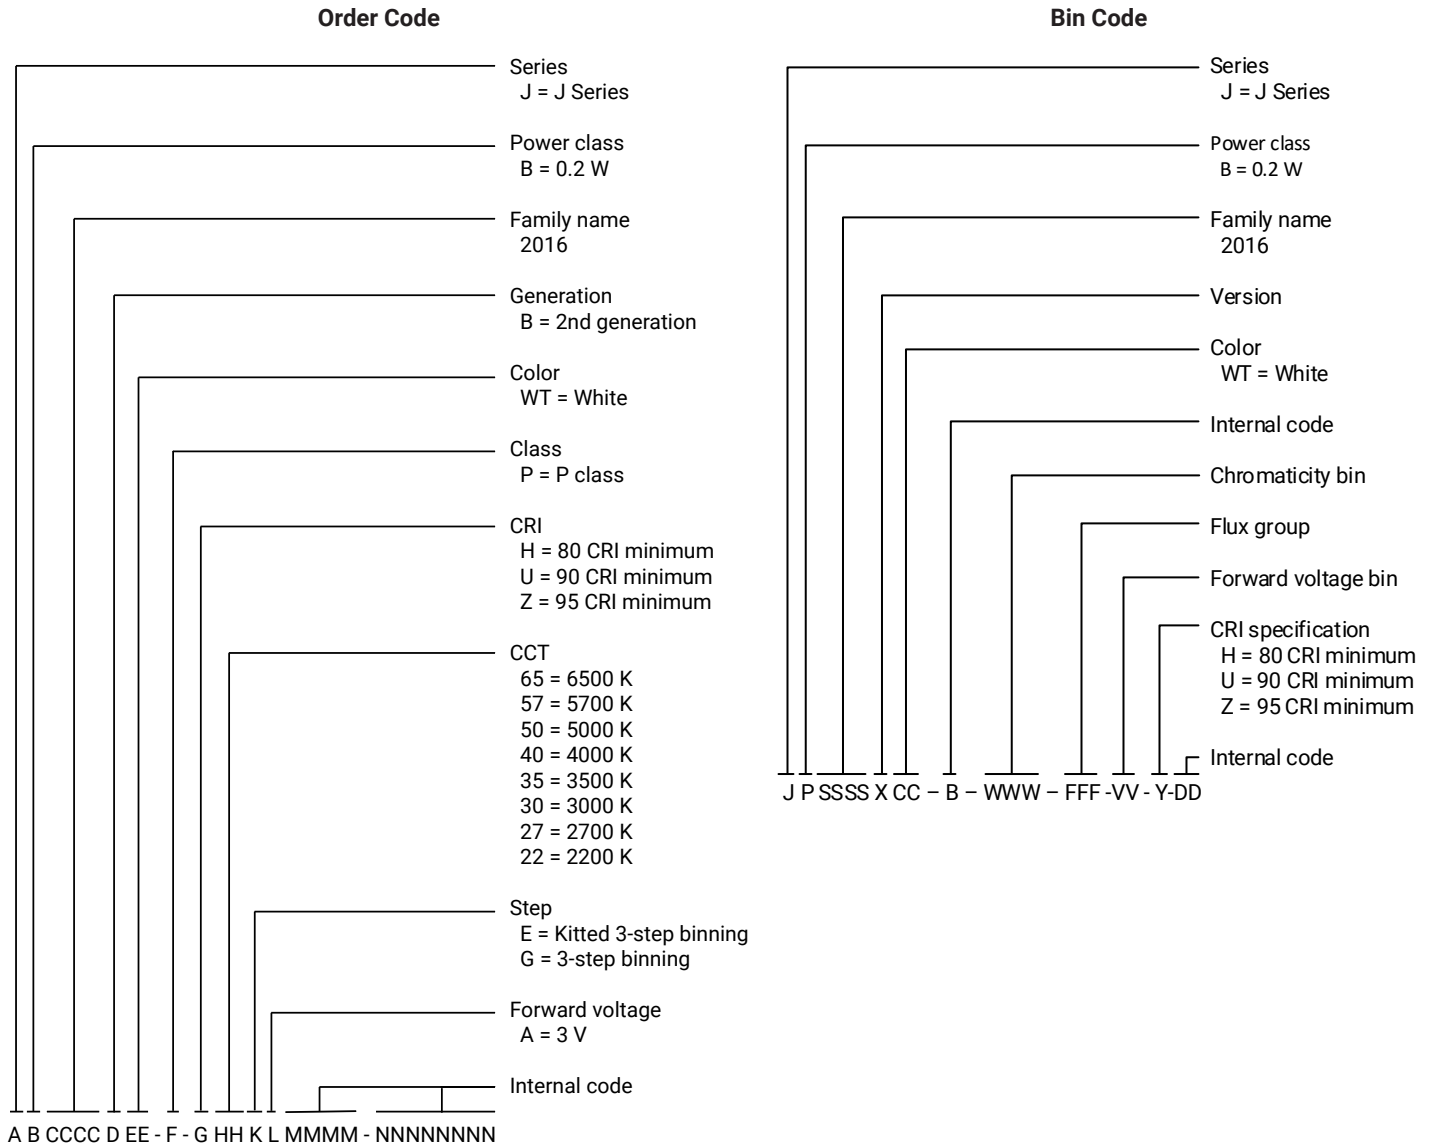 Order Code
Series
J = J Series
Power class
B = 0.2 W
Family name
2016
Generation
B = 2nd generation
Color
WT = White
Class
P = P class
CRI
H = 80 CRI minimum
U = 90 CRI minimum
Z = 95 CRI minimum
CCT
65 = 6500 K
57 = 5700 K
50 = 5000 K
40 = 4000 K
35 = 3500 K
30 = 3000 K
27 = 2700 K
22 = 2200 K
Step
E = Kitted 3-step binning
G = 3-step binning
Forward voltage
A = 3 V
Internal code
A B CCCC D EE - F - G HH K L MMMM - NNNNNNNN
Bin Code
Series
J = J Series
Power class
B = 0.2 W
Family name
2016
Version
Color
WT = White
Internal code
Chromaticity bin
Flux group
Forward voltage bin
CRI specification
H = 80 CRI minimum
U = 90 CRI minimum
Z = 95 CRI minimum
Internal code
J P SSSS X CC – B – WWW – FFF -VV - Y-DD